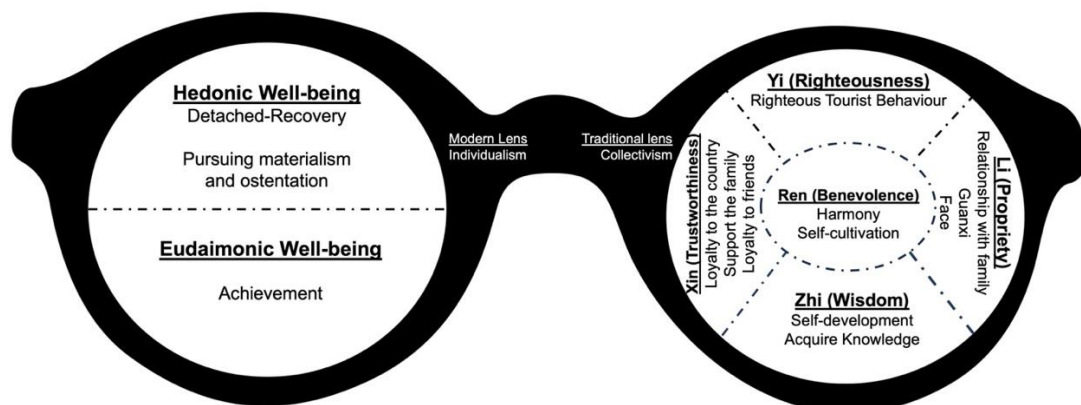 Hedonic Well-being
Detached-Recovery
Pursuing materialism
and ostentation
Eudaimonic Well-being
Achievement
Modern Lens
Individualism
Traditional lens
Collectivism
Yi (Righteousness)
Righteous Tourist Behaviour
Xin (Trustworthiness)
Loyalty to the country
Support the family
Loyalty to friends
Ren (Benevolence)
Harmony
Self-cultivation
Li (Propriety)
Relationship with family
Guanxi
Face
Zhi (Wisdom)
Self-development
Acquire Knowledge